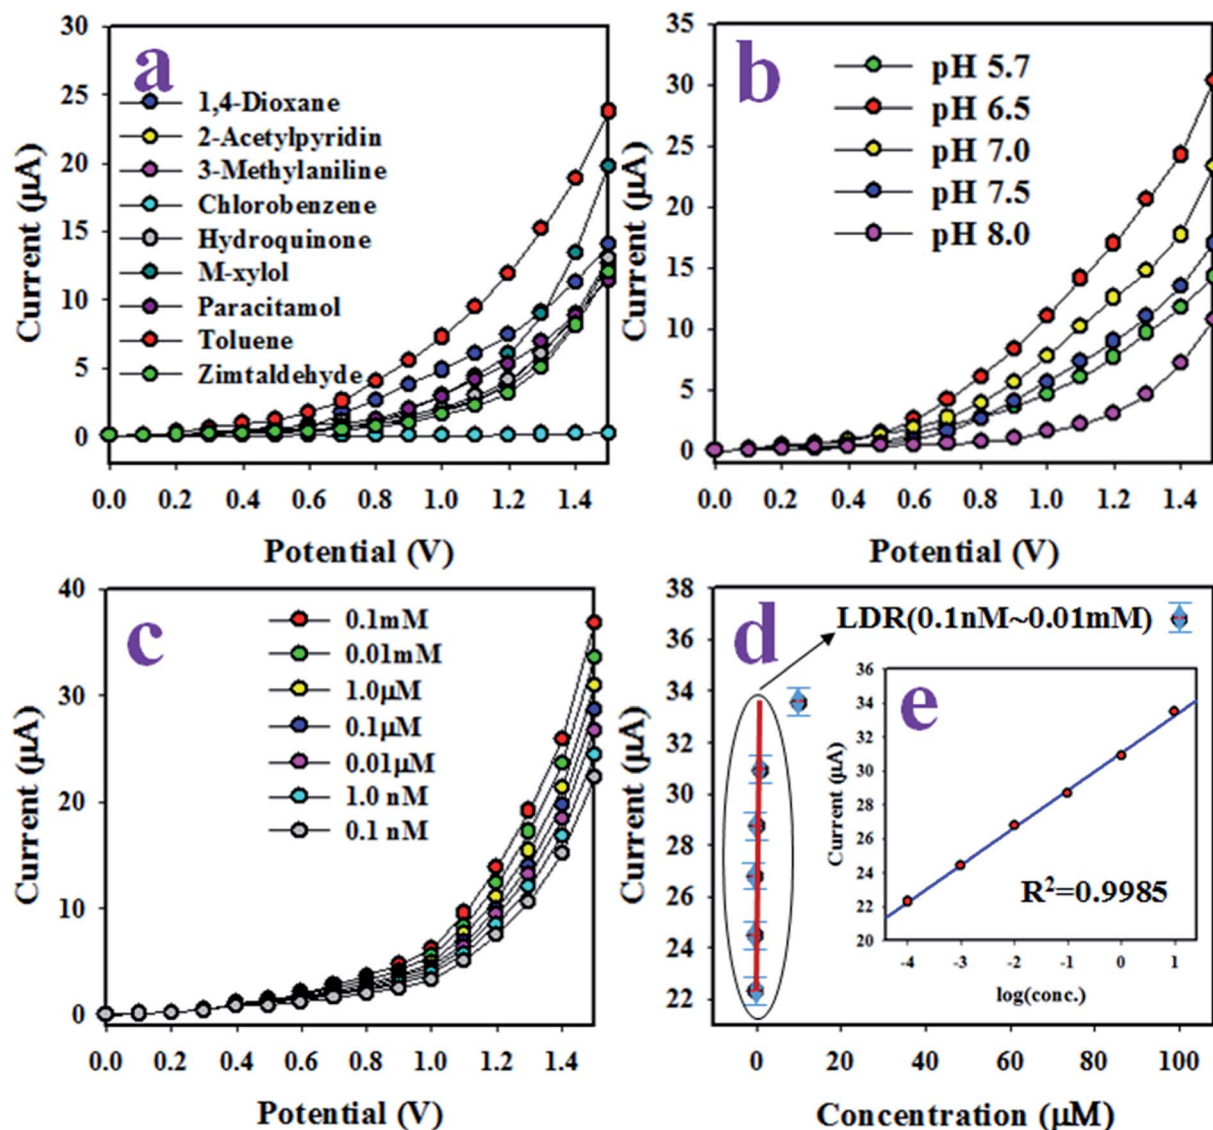 a
30
25
20
15
10
5
0
Current (µA)
1,4-Dioxane
2-Acetylpyridin
3-Methylaniline
Chlorobenzene
Hydroquinone
M-xylol
Paracitamol
Toluene
Zimtaldehyde
0.0 0.2 0.4 0.6 0.8 1.0 1.2 1.4
Potential (V)
b
35
30
25
20
15
10
5
0
Current (µA)
pH 5.7
pH 6.5
pH 7.0
pH 7.5
pH 8.0
0.0 0.2 0.4 0.6 0.8 1.0 1.2 1.4
Potential (V)
c
40
30
20
10
0
Current (µA)
0.1mM
0.01mM
1.0µM
0.1µM
0.01µM
1.0 nM
0.1 nM
0.0 0.2 0.4 0.6 0.8 1.0 1.2 1.4
Potential (V)
d
38
36
34
32
30
28
26
24
22
Current (µA)
LDR(0.1nM~0.01mM)
0 20 40 60 80 100
Concentration (µM)
e
36
34
32
30
28
26
24
22
20
Current (µA)
R²=0.9985
-4 -3 -2 -1 0 1
log(conc.)